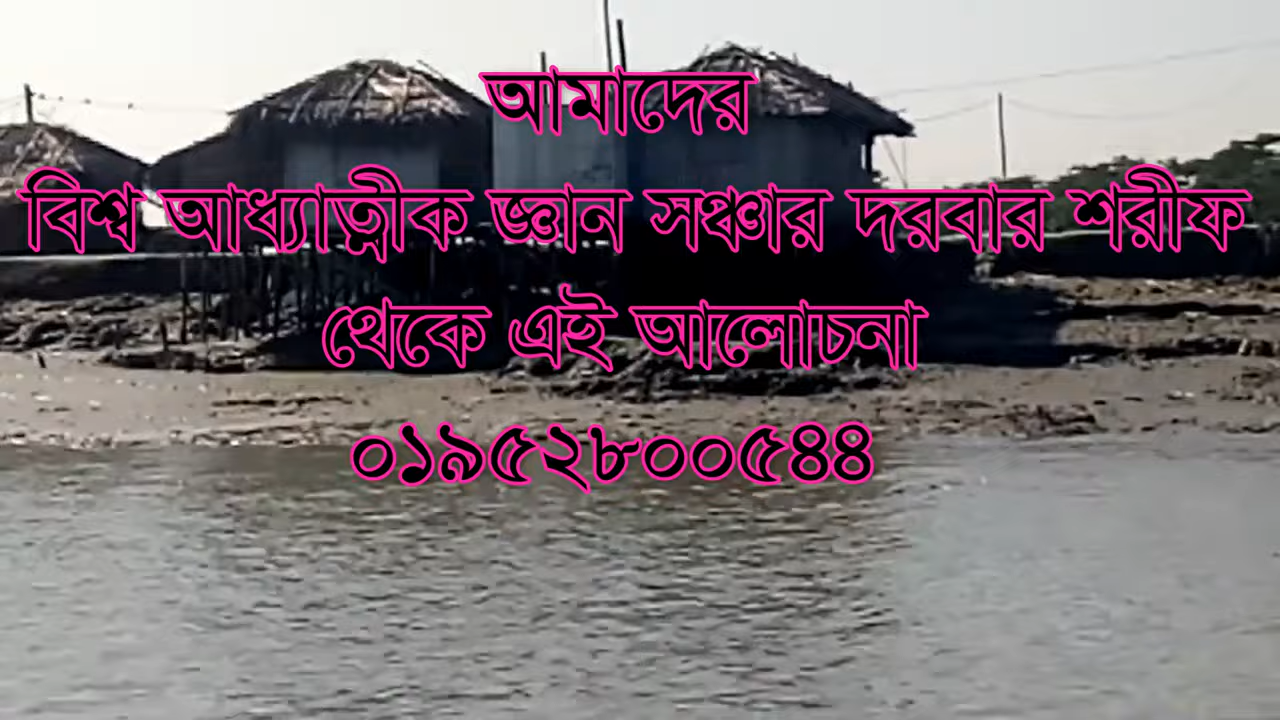 আমাদের
বিশ্ব আধ্যাত্নীক জ্ঞান সঞ্চার দরবার শরীফ
থেকে এই আলোচনা
০১৯৫২৮০০৫৪৪